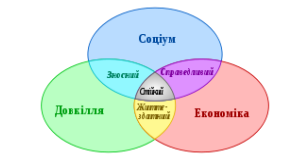 Соціум
Зносний
Справедливий
Стійкий
Довкілля
Життє-
здатний
Економіка